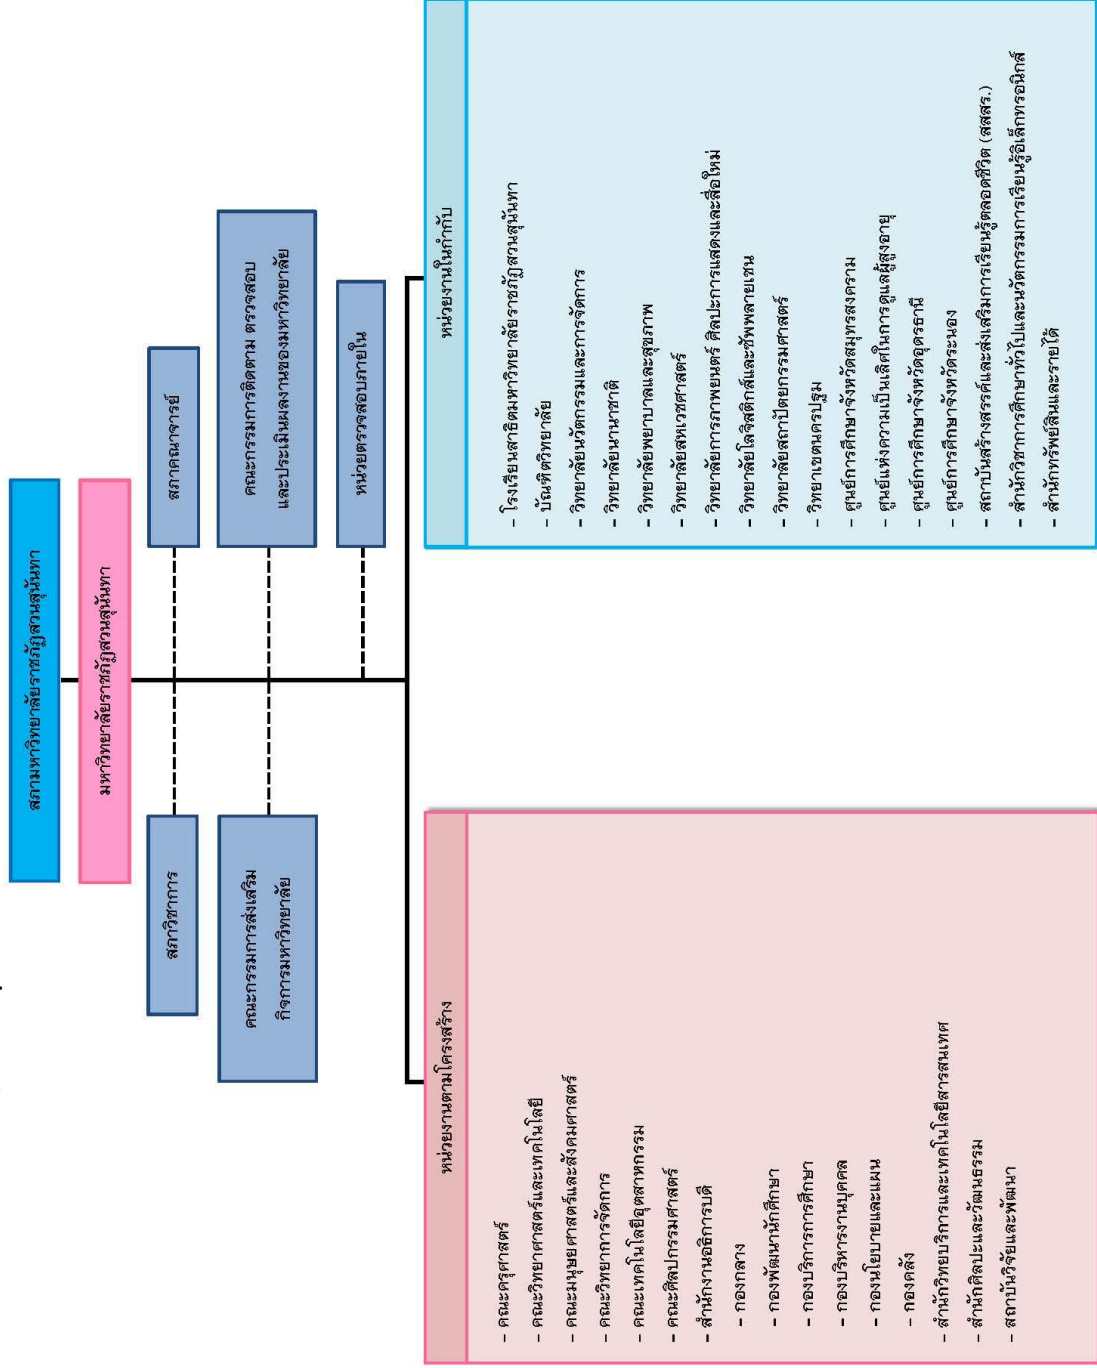 สภามหาวิทยาลัยราชภัฏสวนสุนันทา
มหาวิทยาลัยราชภัฏสวนสุนันทา
สภาวิชาการ
สภาคณาจารย์
คณะกรรมการส่งเสริม
กิจการมหาวิทยาลัย
คณะกรรมการติดตาม ตรวจสอบ
และประเมินผลงานของมหาวิทยาลัย
หน่วยตรวจสอบภายใน
หน่วยงานตามโครงสร้าง
- คณะครุศาสตร์
- คณะวิทยาศาสตร์และเทคโนโลยี
- คณะมนุษยศาสตร์และสังคมศาสตร์
- คณะวิทยาการจัดการ
- คณะเทคโนโลยีอุตสาหกรรม
- คณะศิลปกรรมศาสตร์
- สำนักงานอธิการบดี
- กองกลาง
- กองพัฒนานักศึกษา
- กองบริการการศึกษา
- กองบริหารงานบุคคล
- กองนโยบายและแผน
- กองคลัง
- สำนักวิทยบริการและเทคโนโลยีสารสนเทศ
- สำนักศิลปะและวัฒนธรรม
- สถาบันวิจัยและพัฒนา
หน่วยงานในกำกับ
- โรงเรียนสาธิตมหาวิทยาลัยราชภัฏสวนสุนันทา
- บัณฑิตวิทยาลัย
- วิทยาลัยนวัตกรรมและการจัดการ
- วิทยาลัยนานาชาติ
- วิทยาลัยพยาบาลและสุขภาพ
- วิทยาลัยสหเวชศาสตร์
- วิทยาลัยการภาพยนตร์ ศิลปะการแสดงและสื่อใหม่
- วิทยาลัยโลจิสติกส์และซัพพลายเชน
- วิทยาลัยสถาปัตยกรรมศาสตร์
- วิทยาเขตนครปฐม
- ศูนย์การศึกษาจังหวัดสมุทรสงคราม
- ศูนย์แห่งความเป็นเลิศในการดูแลผู้สูงอายุ
- ศูนย์การศึกษาจังหวัดอุดรธานี
- ศูนย์การศึกษาจังหวัดระนอง
- สถาบันสร้างสรรค์และส่งเสริมการเรียนรู้ตลอดชีวิต (สสสร.)
- สำนักวิชาการศึกษาทั่วไปและนวัตกรรมการเรียนรู้อิเล็กทรอนิกส์
- สำนักทรัพย์สินและรายได้